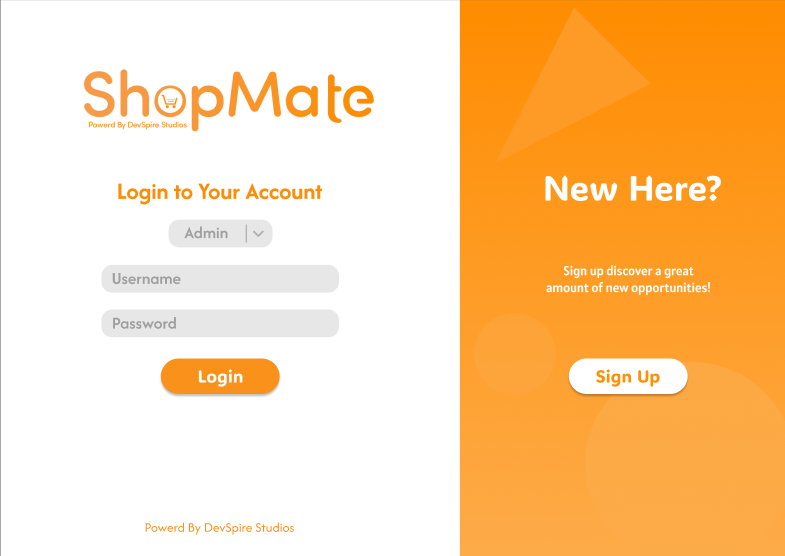 ShopMate
Powerd By DevSpire Studios
Login to Your Account
Admin
Username
Password
Login
Powerd By DevSpire Studios
New Here?
Sign up discover a great
amount of new opportunities!
Sign Up